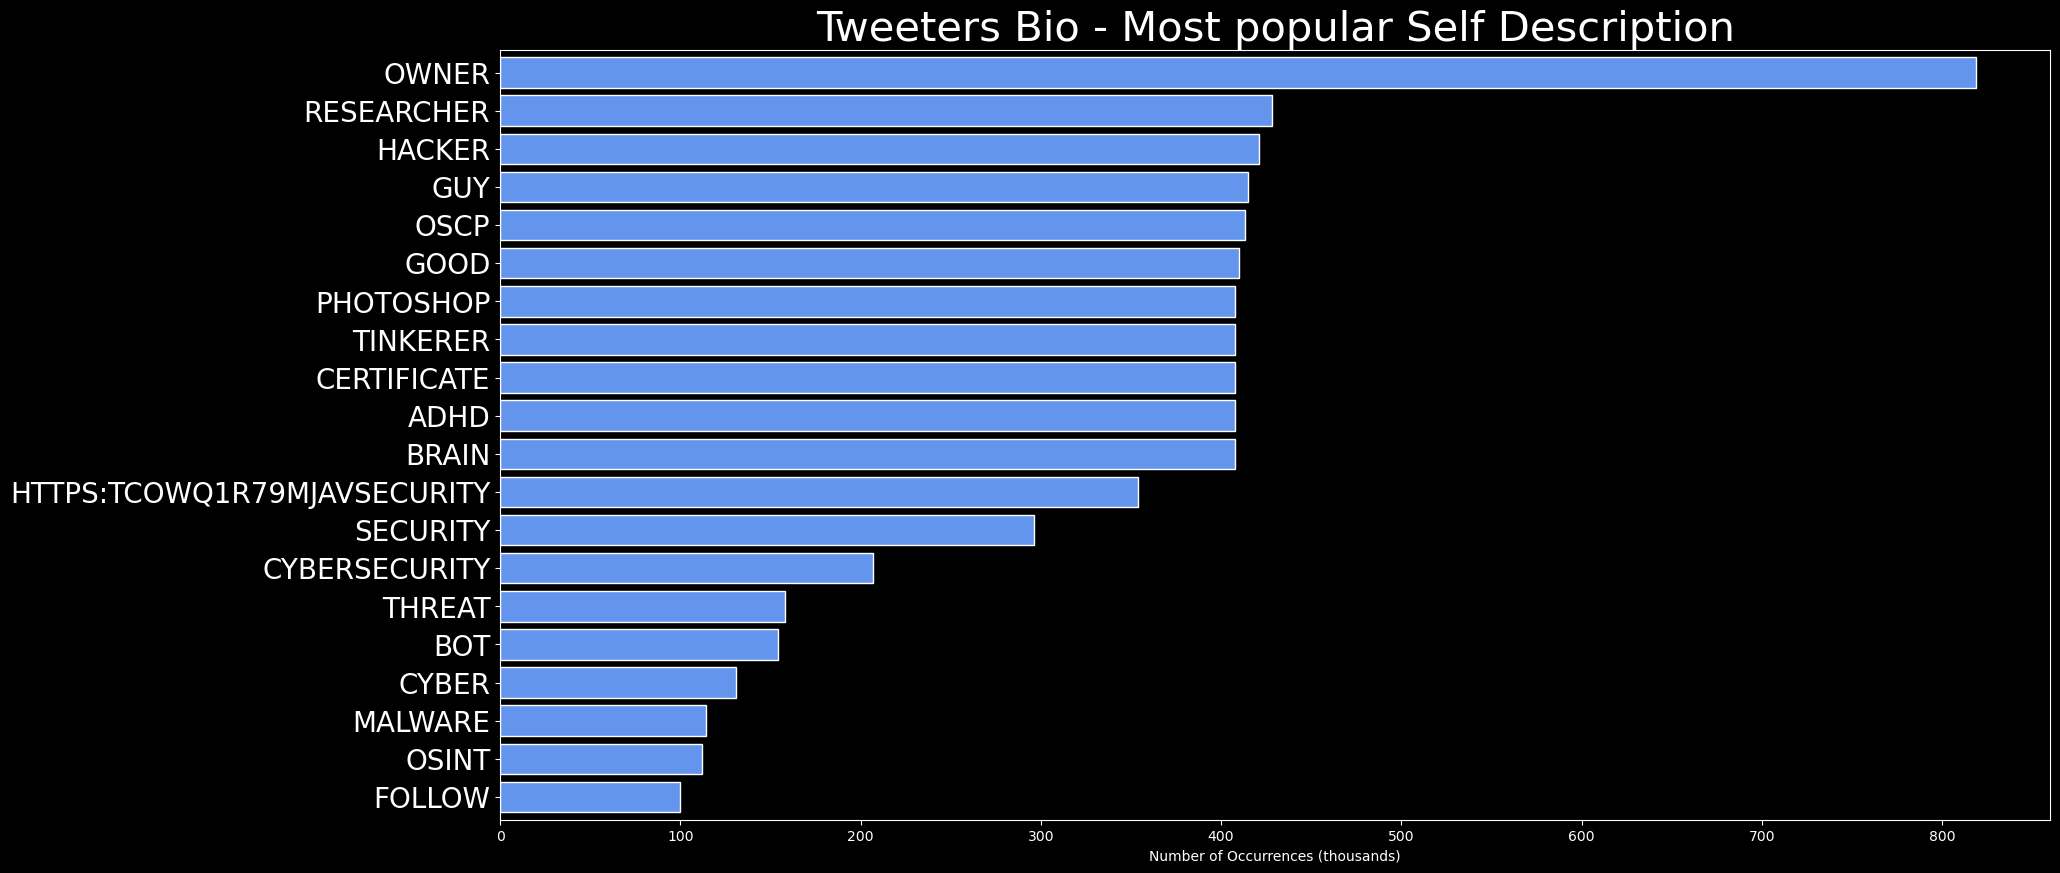 Tweeters Bio - Most popular Self Description
OWNER
RESEARCHER
HACKER
GUY
OSCP
GOOD
PHOTOSHOP
TINKERER
CERTIFICATE
ADHD
BRAIN
HTTPS:TCOWQ1R79MJAVSECURITY
SECURITY
CYBERSECURITY
THREAT
BOT
CYBER
MALWARE
OSINT
FOLLOW
0 100 200 300 400 500 600 700 800
Number of Occurrences (thousands)